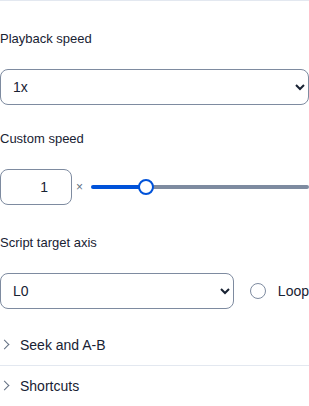 Playback speed
1x
Custom speed
1 ×
Script target axis
L0 Loop
Seek and A-B
Shortcuts